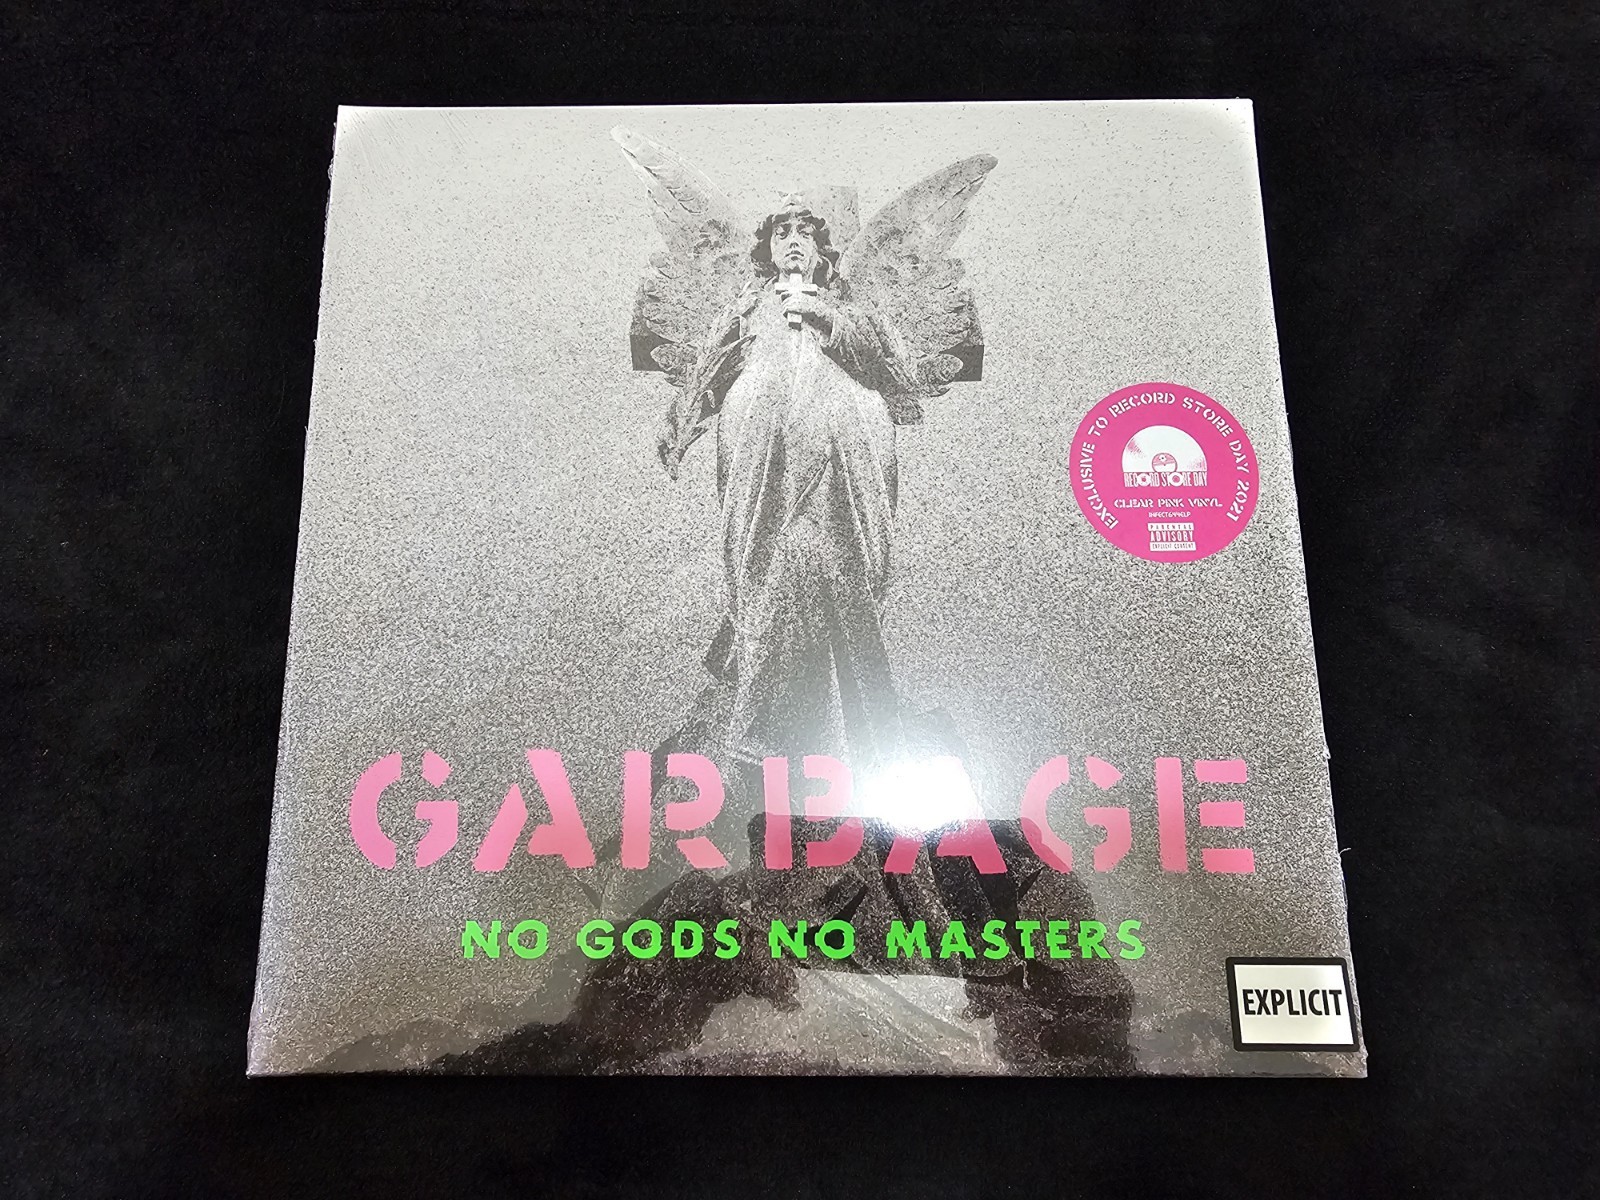 EXCLUSIVE TO RECORD STORE DAY 2021
RECORD STORE DAY
CLEAR PINK VINYL
PARENTAL
ADVISORY
EXPLICIT CONTENT
GARBAGE
NO GODS NO MASTERS
EXPLICIT